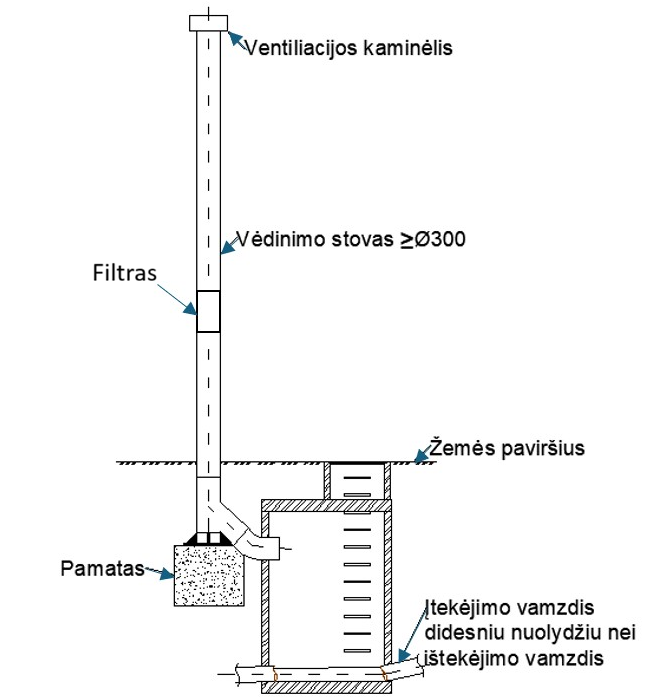 Ventiliacijos kaminėlis
Vėdinimo stovas ≥Ø300
Filtras
Žemės paviršius
Pamatas
Įtekėjimo vamzdis
didesniu nuolydžiu nei
ištekėjimo vamzdis